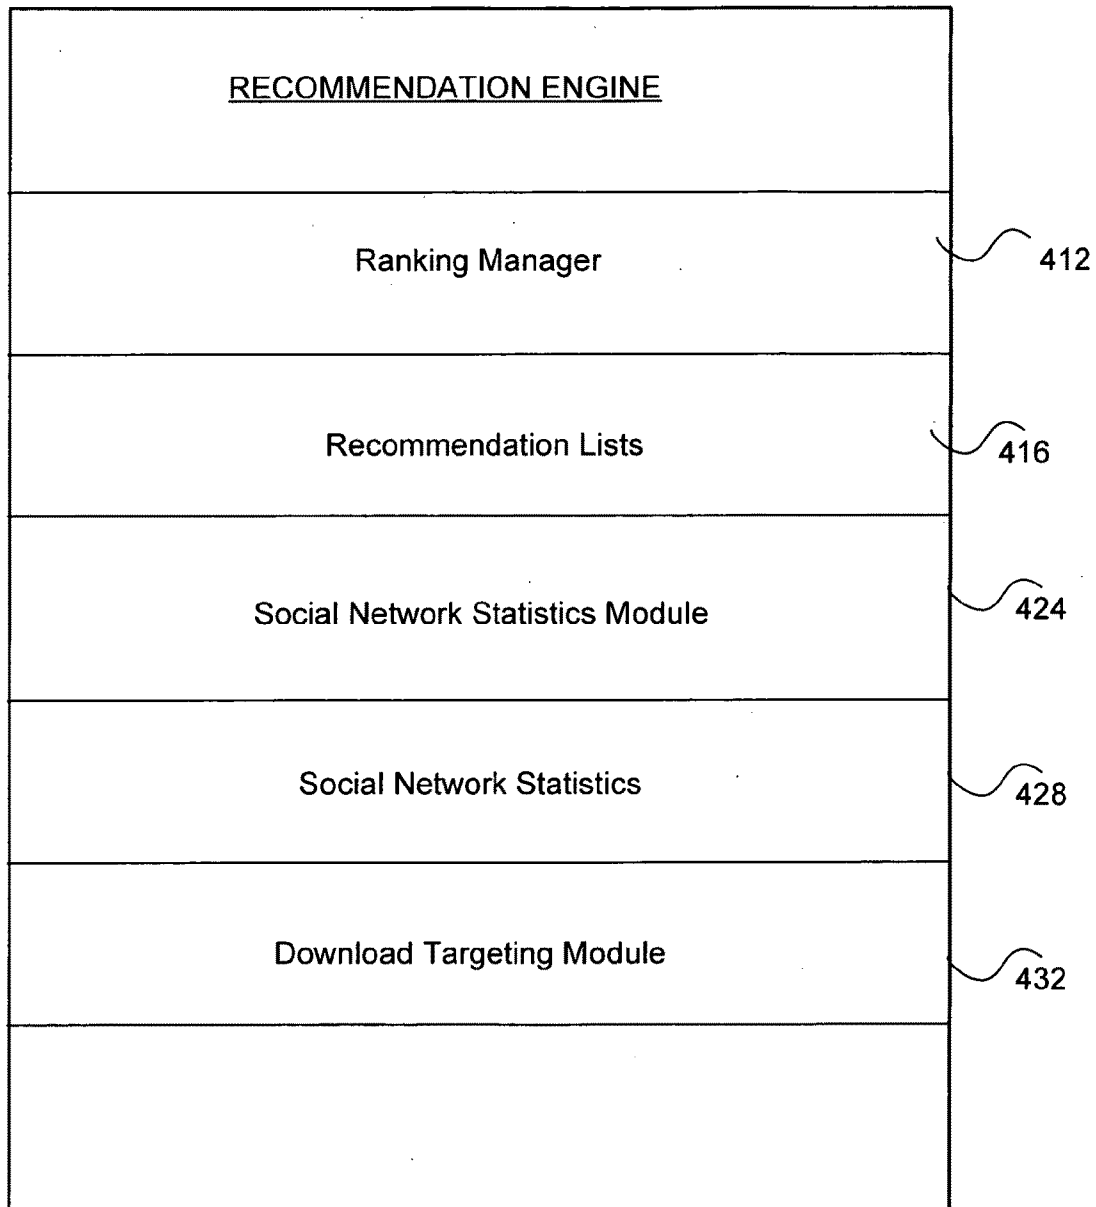 RECOMMENDATION ENGINE
Ranking Manager
412
Recommendation Lists
416
Social Network Statistics Module
424
Social Network Statistics
428
Download Targeting Module
432